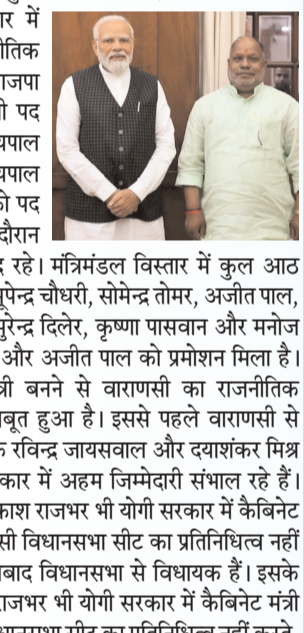 ार में
ीतिक
ाजपा
ी पद
यपाल
यपाल
ो पद
दौरान
रहे। मंत्रिमंडल विस्तार में कुल आठ
ूपेन्द्र चौधरी, सोमेन्द्र तोमर, अजीत पाल,
ुरेन्द्र दिलेर, कृष्णा पासवान और मनोज
और अजीत पाल को प्रमोशन मिला है।
्री बनने से वाराणसी का राजनीतिक
बूत हुआ है। इससे पहले वाराणसी से
रविन्द्र जायसवाल और दयाशंकर मिश्र
कार में अहम जिम्मेदारी संभाल रहे हैं।
काश राजभर भी योगी सरकार में कैबिनेट
सी विधानसभा सीट का प्रतिनिधित्व नहीं
बाद विधानसभा से विधायक हैं। इसके
राजभर भी योगी सरकार में कैबिनेट मंत्री